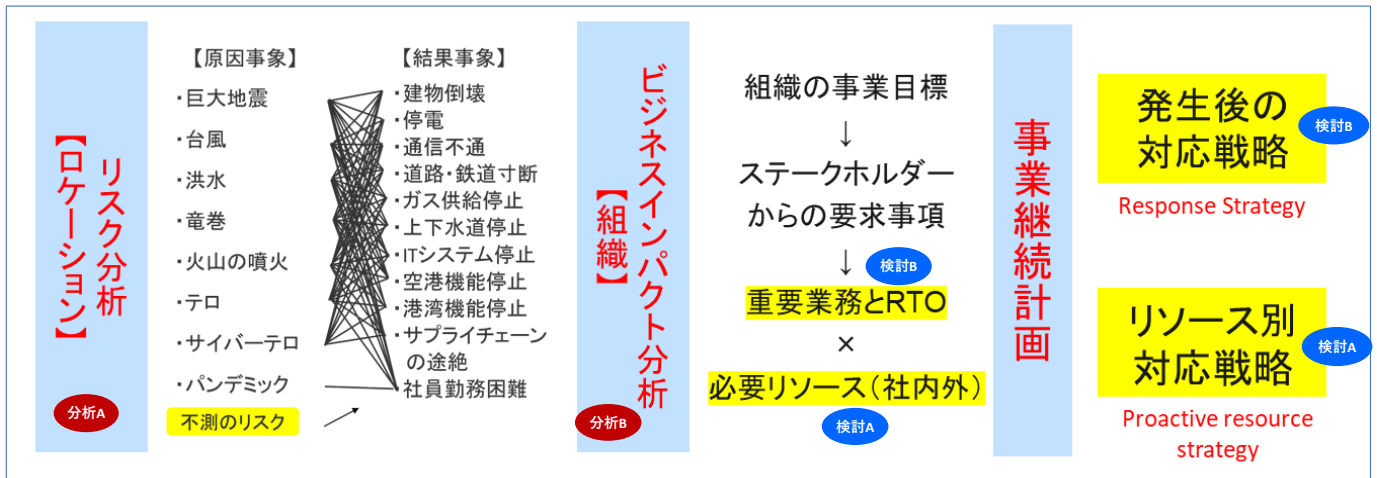 リスク分析
【ロケーション】
分析A
【原因事象】
・巨大地震
・台風
・洪水
・竜巻
・火山の噴火
・テロ
・サイバーテロ
・パンデミック
不測のリスク
【結果事象】
・建物倒壊
・停電
・通信不通
・道路・鉄道寸断
・ガス供給停止
・上下水道停止
・ITシステム停止
・空港機能停止
・港湾機能停止
・サプライチェーン
の途絶
・社員勤務困難
ビジネスインパクト分析
【組織】
分析B
組織の事業目標
↓
ステークホルダー
からの要求事項
↓
検討B
重要業務とRTO
×
必要リソース（社内外）
検討A
事業継続計画
発生後の
対応戦略
検討B
Response Strategy
リソース別
対応戦略
検討A
Proactive resource
strategy